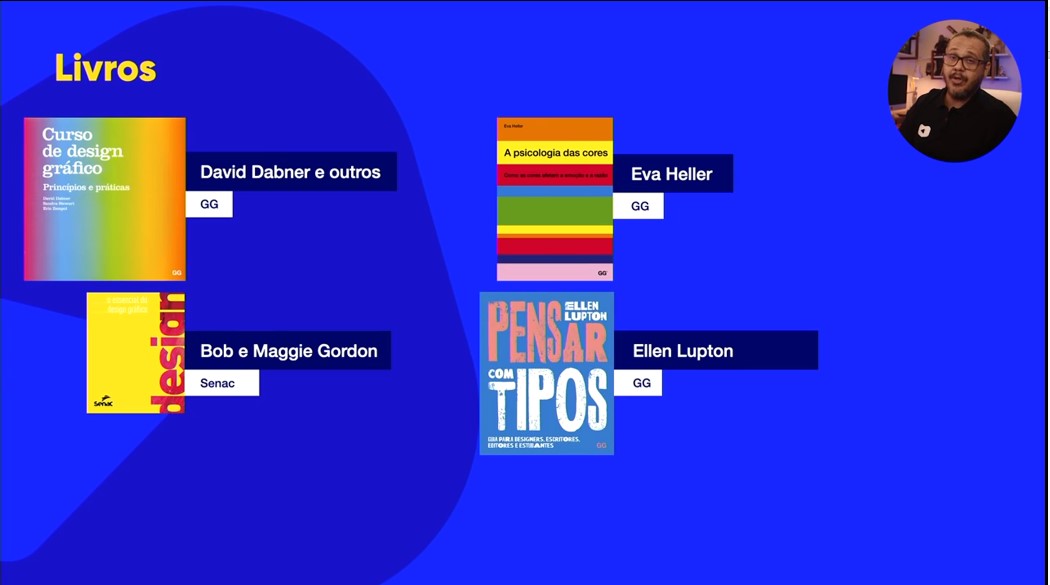 Livros
Curso
de design
gráfico
Princípios e práticas
David Dabner
Sandra Stewart
Eric Zempol
GG
David Dabner e outros
GG
Eva Heller
A psicologia das cores
Como as cores afetam a emoção e a razão
GG
Eva Heller
GG
o essencial do
design gráfico
design
senac
Bob e Maggie Gordon
Senac
PENSAR
ELLEN
LUPTON
COM
TIPOS
GUIA PARA DESIGNERS, ESCRITORES,
EDITORES E ESTUDANTES
GG
Ellen Lupton
GG